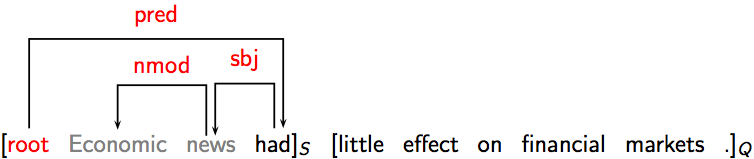 pred
nmod sbj
[root Economic news had]S [little effect on financial markets .]Q